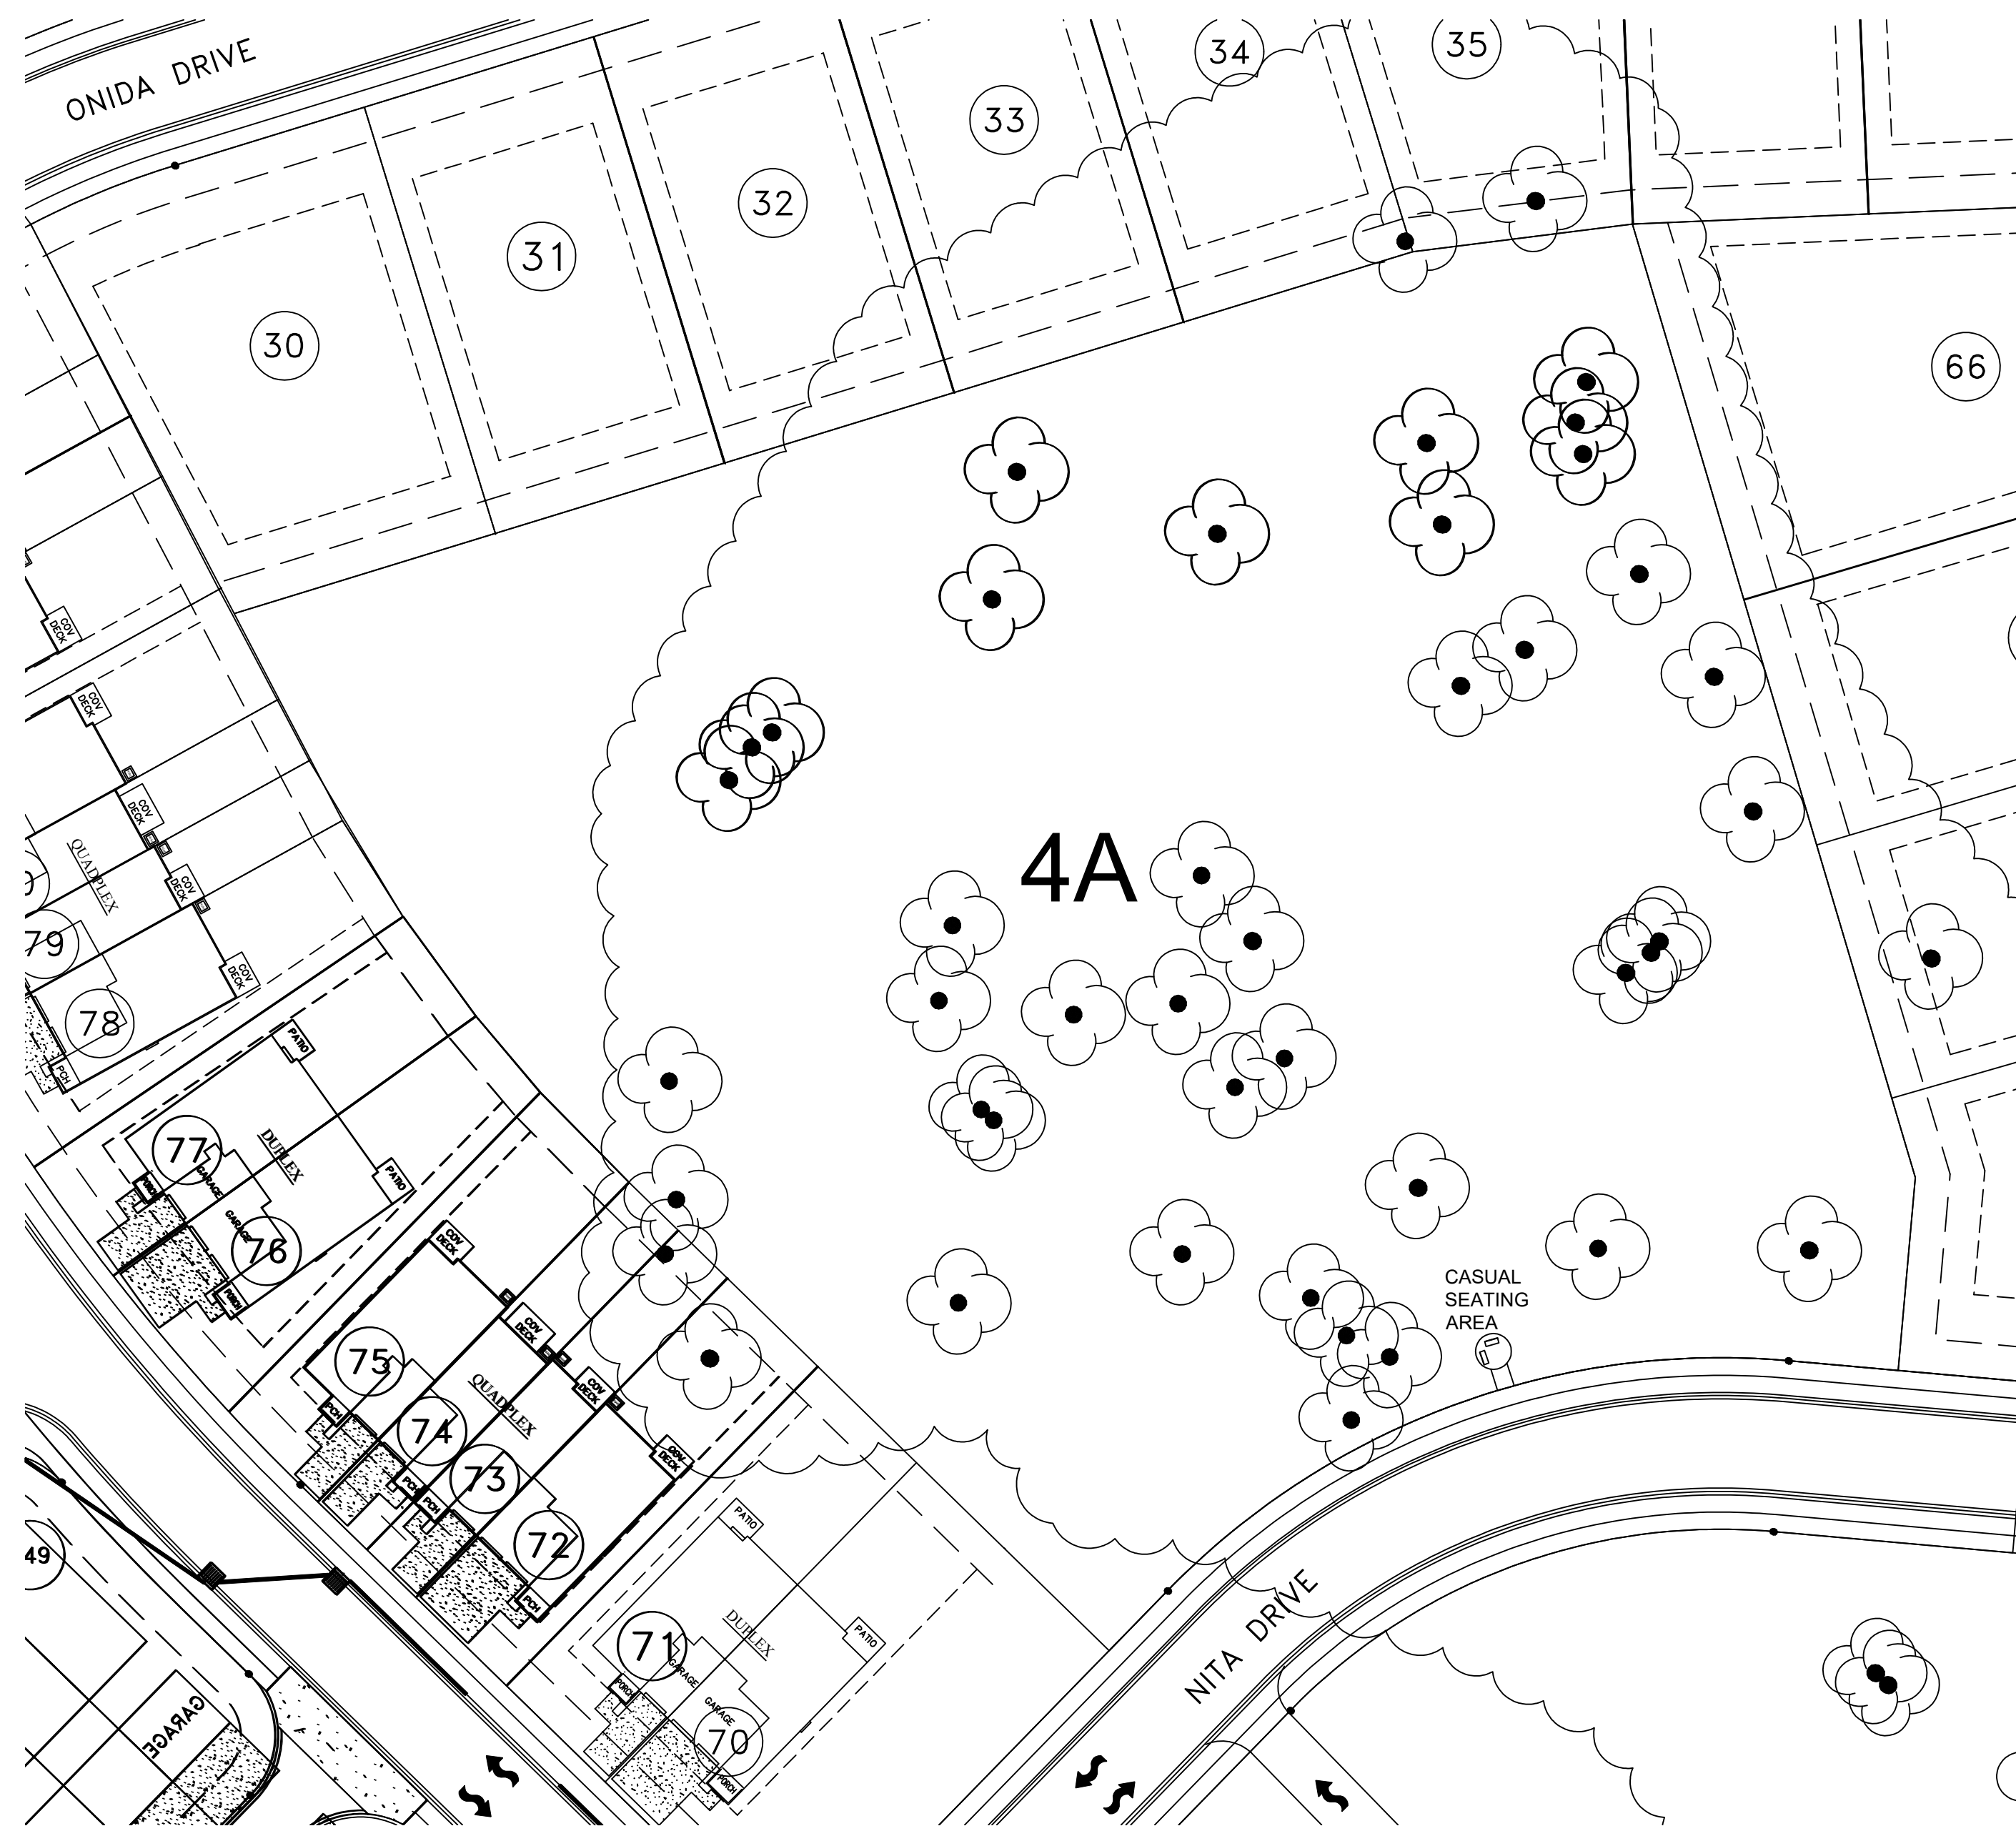 ONIDA DRIVE
34
35
33
32
31
30
66
COV
DECK
COV
DECK
COV
DECK
QUADPLEX
COV
DECK
4A
79
COV
DECK
78
PCH
PATIO
77
DUPLEX
PATIO
PORCH
GARAGE
GARAGE
76
PORCH
COV
DECK
CASUAL
SEATING
AREA
COV
DECK
75
COV
DECK
QUADPLEX
PCH
74
COV
DECK
73
PCH
PCH
72
PATIO
49
PCH
NITA DRIVE
71
DUPLEX
PATIO
GARAGE
PORCH
GARAGE
GARAGE
70
PORCH